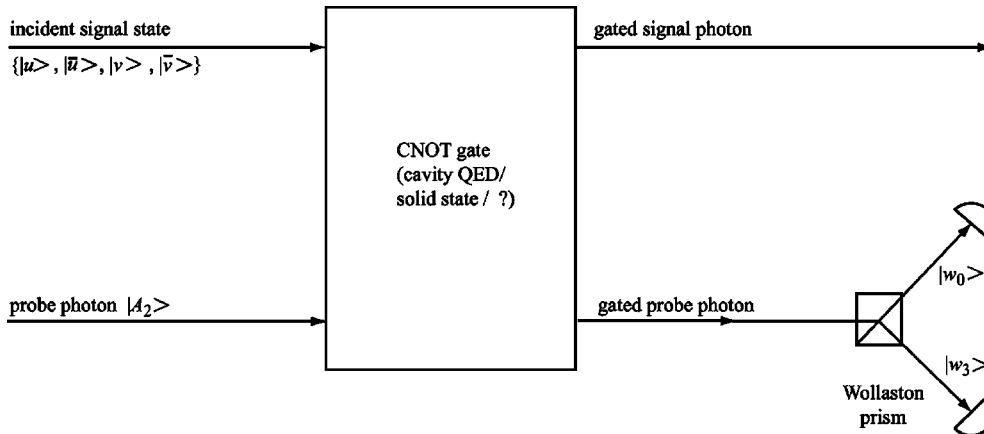 incident signal state
gated signal photon
{|u>, |ū>, |v>, |v̄>}
CNOT gate
(cavity QED/
solid state / ?)
probe photon |A₂>
gated probe photon
|w₀>
|w₃>
Wollaston
prism